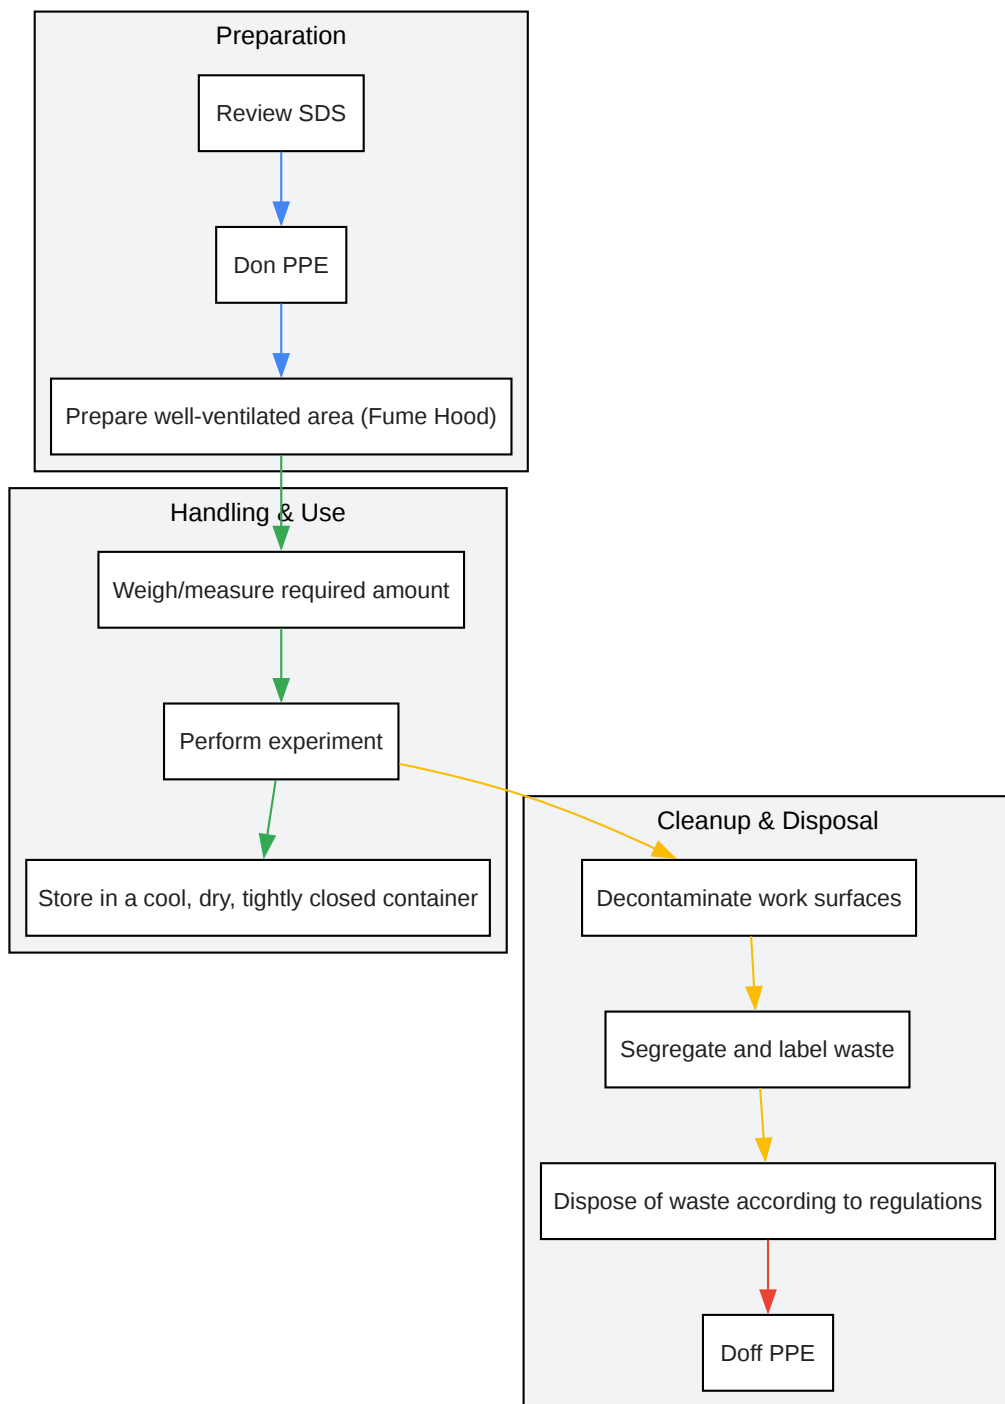 Preparation
Review SDS
Don PPE
Prepare well-ventilated area (Fume Hood)
Handling & Use
Weigh/measure required amount
Perform experiment
Store in a cool, dry, tightly closed container
Cleanup & Disposal
Decontaminate work surfaces
Segregate and label waste
Dispose of waste according to regulations
Doff PPE